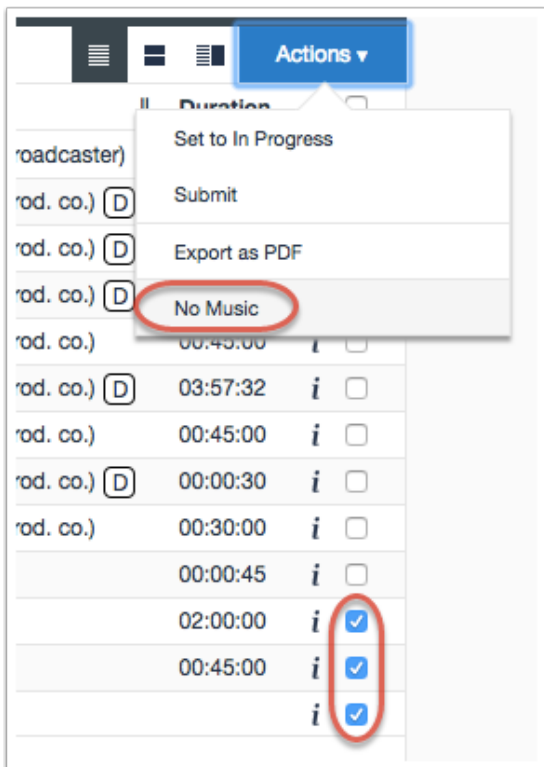 Actions ▾
Duration
roadcaster)
Set to In Progress
rod. co.) D
Submit
rod. co.) D
Export as PDF
rod. co.) D
No Music
rod. co.) 00:45:00 i
rod. co.) D 03:57:32 i
rod. co.) 00:45:00 i
rod. co.) D 00:00:30 i
rod. co.) 00:30:00 i
00:00:45 i
02:00:00 i
00:45:00 i
i